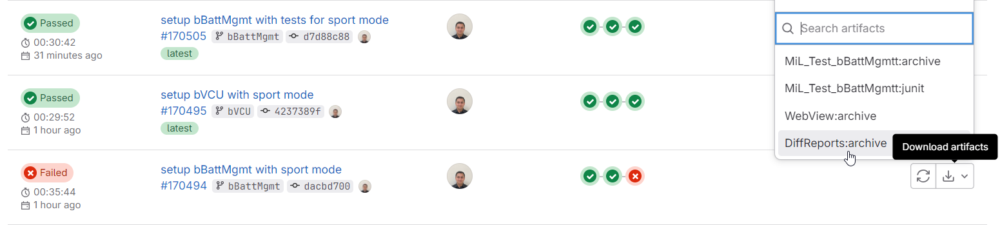 Passed
00:30:42
31 minutes ago
setup bBattMgmt with tests for sport mode
#170505 bBattMgmt d7d88c88
latest
Passed
00:29:52
1 hour ago
setup bVCU with sport mode
#170495 bVCU 4237389f
latest
Failed
00:35:44
1 hour ago
setup bBattMgmt with sport mode
#170494 bBattMgmt dacbd700
Search artifacts
MiL_Test_bBattMgmtt:archive
MiL_Test_bBattMgmtt:junit
WebView:archive
DiffReports:archive
Download artifacts